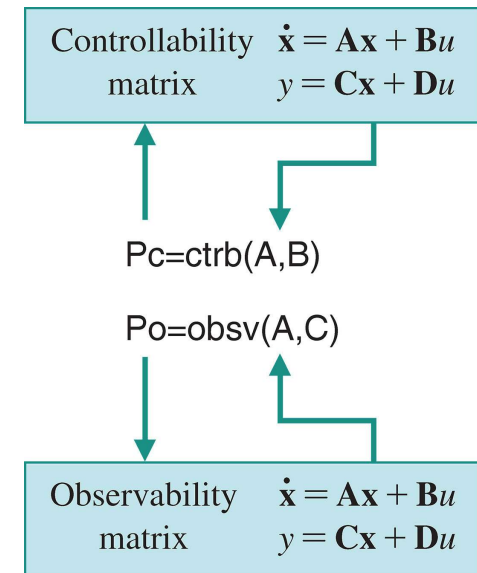 Controllability ẋ = Ax + Bu
matrix y = Cx + Du
Pc=ctrb(A,B)
Po=obsv(A,C)
Observability ẋ = Ax + Bu
matrix y = Cx + Du